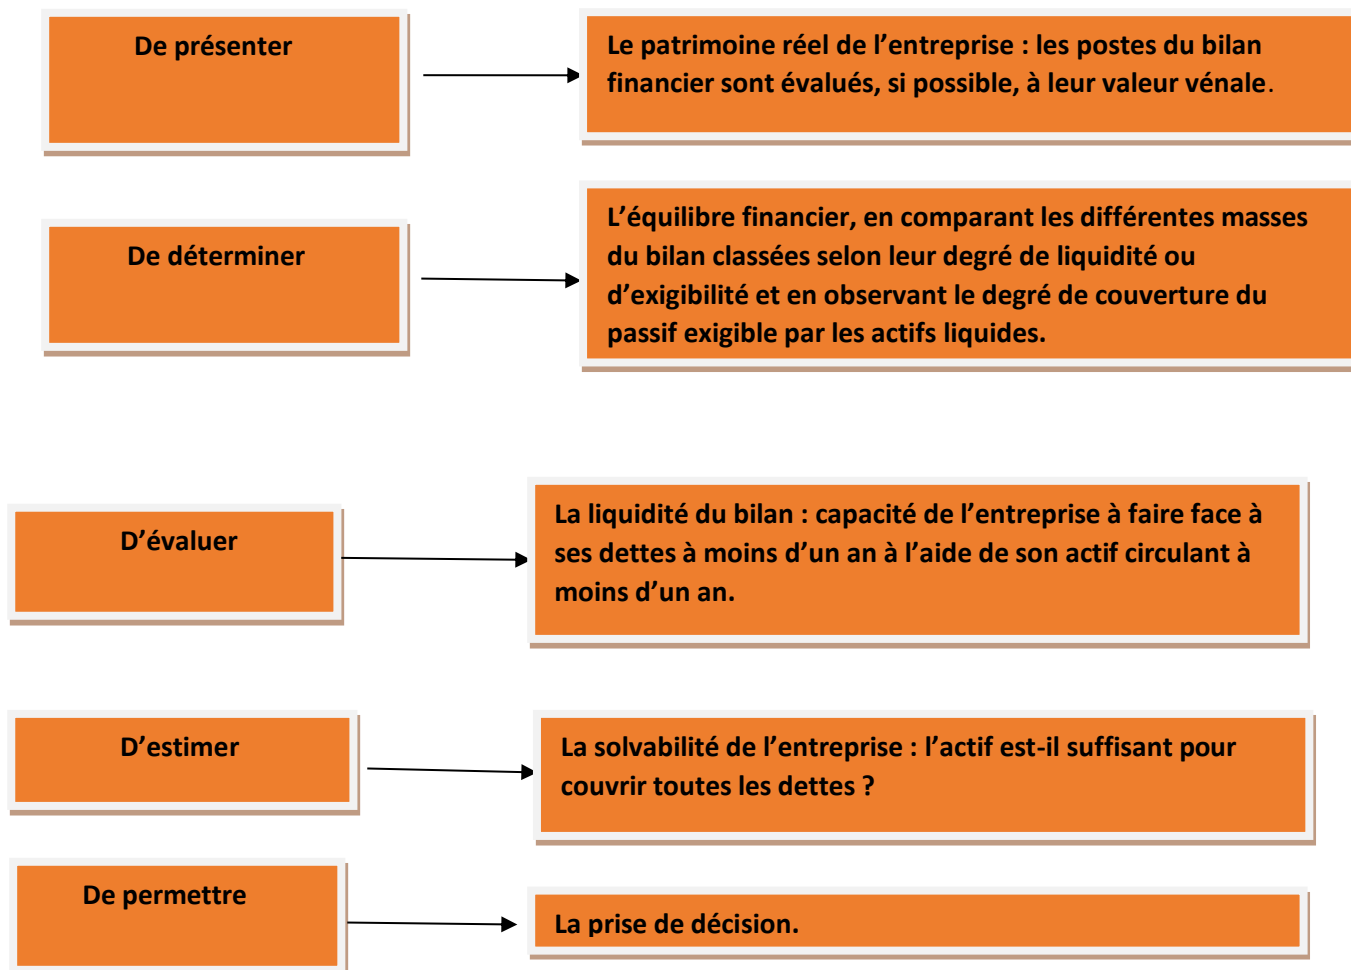 De présenter
Le patrimoine réel de l’entreprise : les postes du bilan
financier sont évalués, si possible, à leur valeur vénale.
De déterminer
L’équilibre financier, en comparant les différentes masses
du bilan classées selon leur degré de liquidité ou
d’exigibilité et en observant le degré de couverture du
passif exigible par les actifs liquides.
D’évaluer
La liquidité du bilan : capacité de l’entreprise à faire face à
ses dettes à moins d’un an à l’aide de son actif circulant à
moins d’un an.
D’estimer
La solvabilité de l’entreprise : l’actif est-il suffisant pour
couvrir toutes les dettes ?
De permettre
La prise de décision.